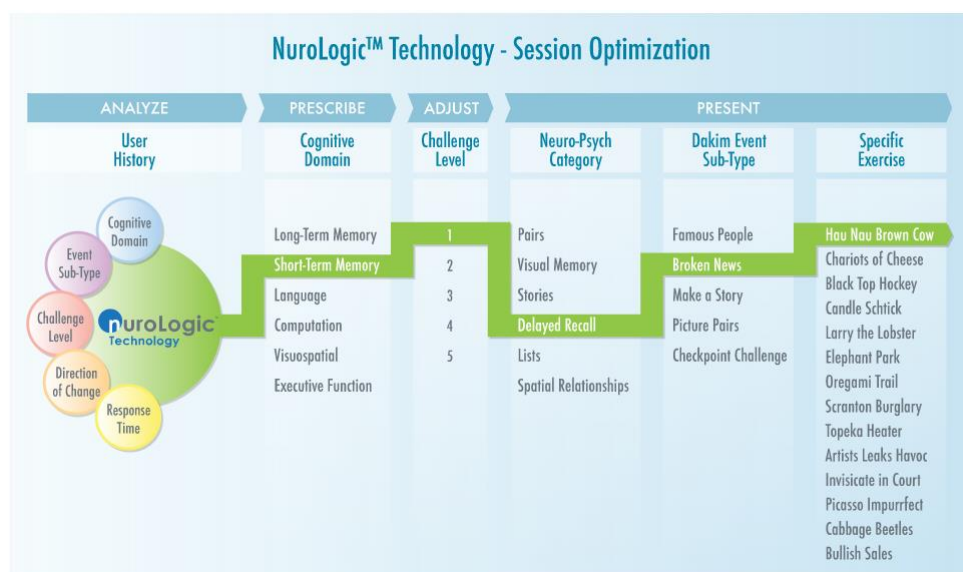 NuroLogic™ Technology - Session Optimization
ANALYZE
PRESCRIBE
ADJUST
PRESENT
User
History
Cognitive
Domain
Challenge
Level
Neuro-Psych
Category
Dakim Event
Sub-Type
Specific
Exercise
Cognitive
Domain
Event
Sub-Type
Challenge
Level
Direction
of Change
Response
Time
nuroLogic
Technology
Long-Term Memory
Short-Term Memory
Language
Computation
Visuospatial
Executive Function
1
2
3
4
5
Pairs
Visual Memory
Stories
Delayed Recall
Lists
Spatial Relationships
Famous People
Broken News
Make a Story
Picture Pairs
Checkpoint Challenge
Hau Nau Brown Cow
Chariots of Cheese
Black Top Hockey
Candle Schtick
Larry the Lobster
Elephant Park
Oregami Trail
Scranton Burglary
Topeka Heater
Artists Leaks Havoc
Invisicate in Court
Picasso Impurrfect
Cabbage Beetles
Bullish Sales